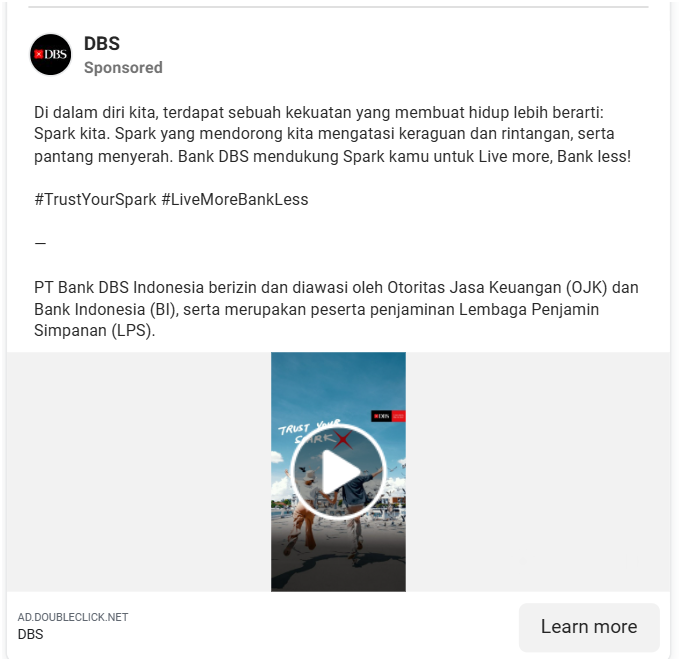 DBS
DBS
Sponsored
Di dalam diri kita, terdapat sebuah kekuatan yang membuat hidup lebih berarti:
Spark kita. Spark yang mendorong kita mengatasi keraguan dan rintangan, serta
pantang menyerah. Bank DBS mendukung Spark kamu untuk Live more, Bank less!
#TrustYourSpark #LiveMoreBankLess
—
PT Bank DBS Indonesia berizin dan diawasi oleh Otoritas Jasa Keuangan (OJK) dan
Bank Indonesia (BI), serta merupakan peserta penjaminan Lembaga Penjamin
Simpanan (LPS).
DBS
TRUST YOUR
SPARK
AD.DOUBLECLICK.NET
DBS
Learn more